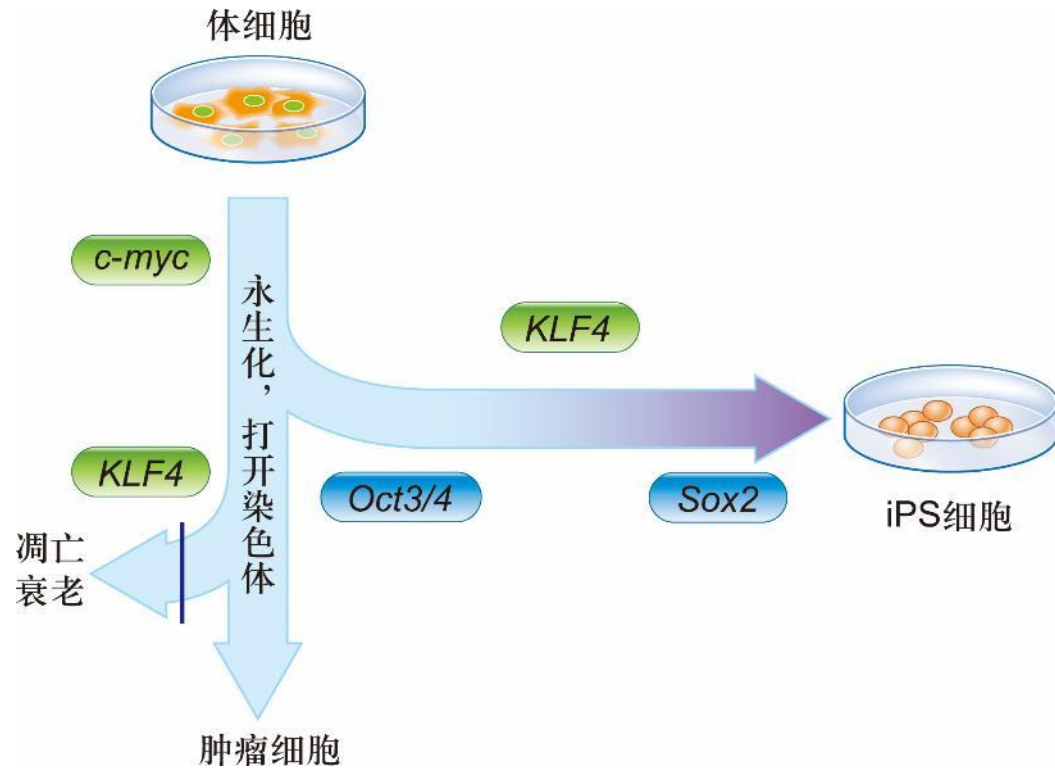 体细胞
c-myc
永生化，打开染色体
KLF4
KLF4
Oct3/4
Sox2
iPS细胞
凋亡
衰老
肿瘤细胞